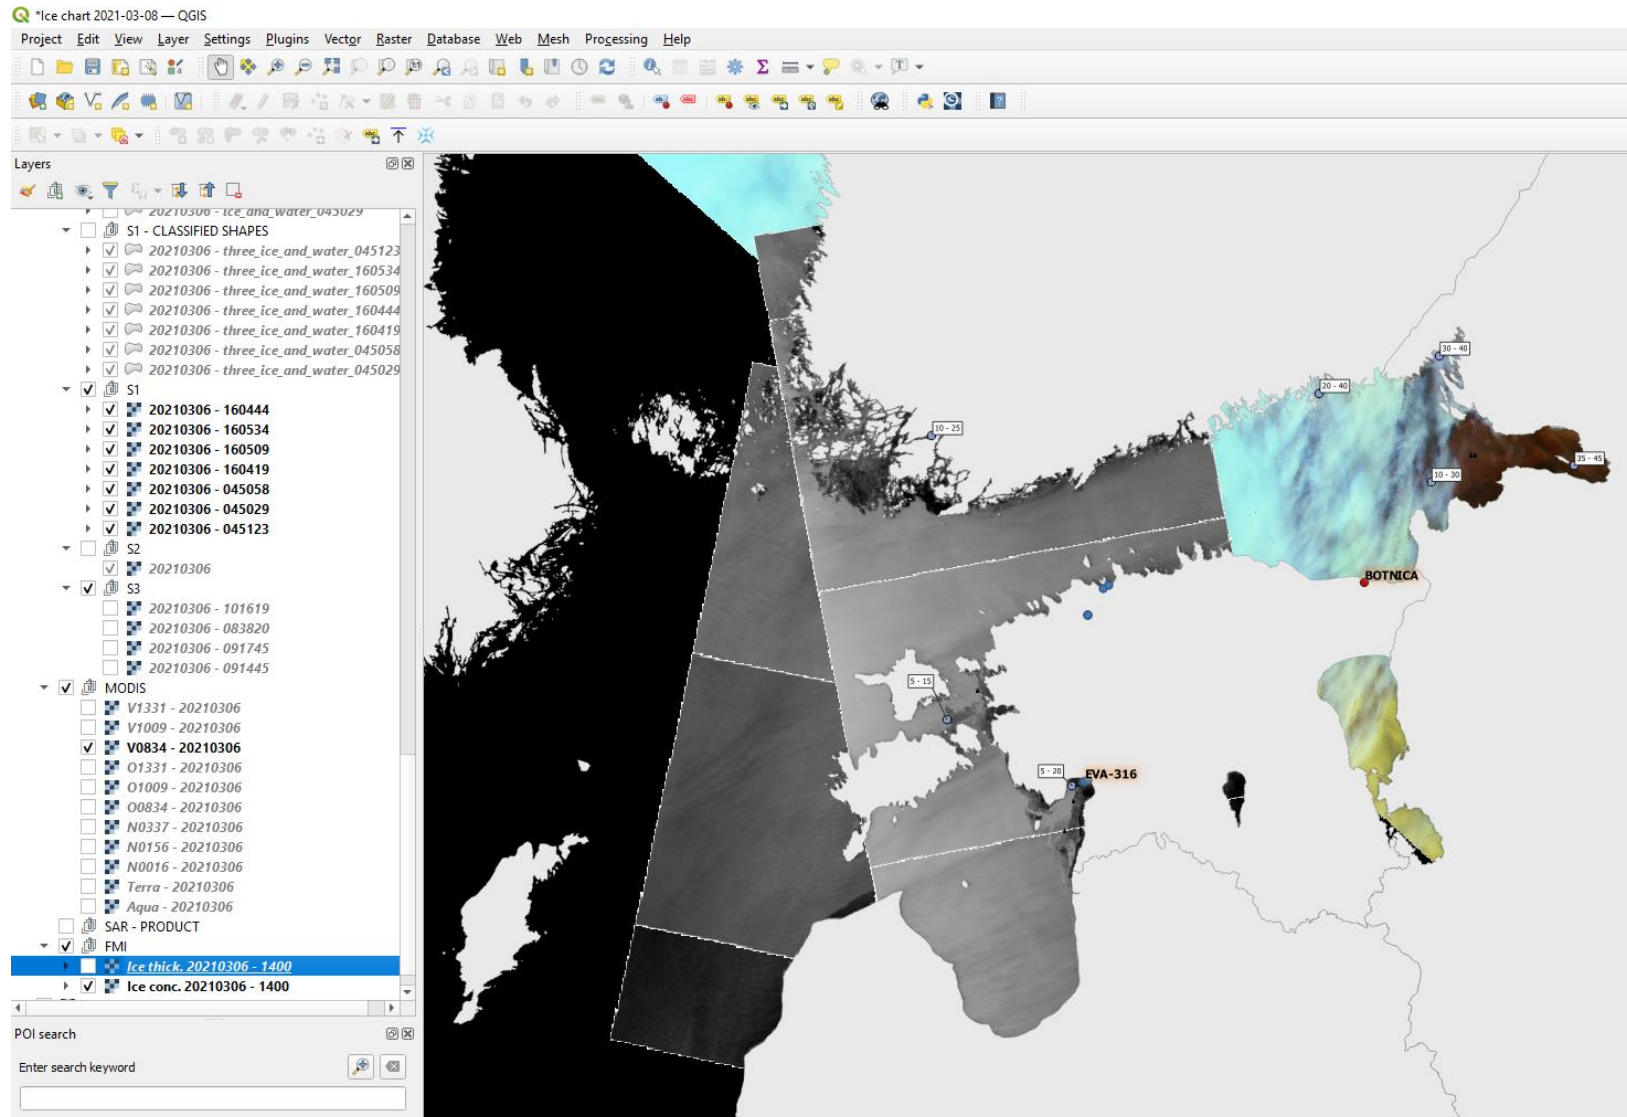 *Ice chart 2021-03-08 — QGIS
Project Edit View Layer Settings Plugins Vector Raster Database Web Mesh Processing Help
Layers
20210306 - ice_and_water_045029
S1 - CLASSIFIED SHAPES
20210306 - three_ice_and_water_045123
20210306 - three_ice_and_water_160534
20210306 - three_ice_and_water_160509
20210306 - three_ice_and_water_160444
20210306 - three_ice_and_water_160419
20210306 - three_ice_and_water_045058
20210306 - three_ice_and_water_045029
S1
20210306 - 160444
20210306 - 160534
20210306 - 160509
20210306 - 160419
20210306 - 045058
20210306 - 045029
20210306 - 045123
S2
20210306
S3
20210306 - 101619
20210306 - 083820
20210306 - 091745
20210306 - 091445
MODIS
V1331 - 20210306
V1009 - 20210306
V0834 - 20210306
O1331 - 20210306
O1009 - 20210306
O0834 - 20210306
N0337 - 20210306
N0156 - 20210306
N0016 - 20210306
Terra - 20210306
Aqua - 20210306
SAR - PRODUCT
FMI
Ice thick. 20210306 - 1400
Ice conc. 20210306 - 1400
POI search
Enter search keyword
30 - 40
20 - 40
10 - 25
35 - 45
10 - 30
BOTNICA
5 - 15
5 - 20
EVA-316